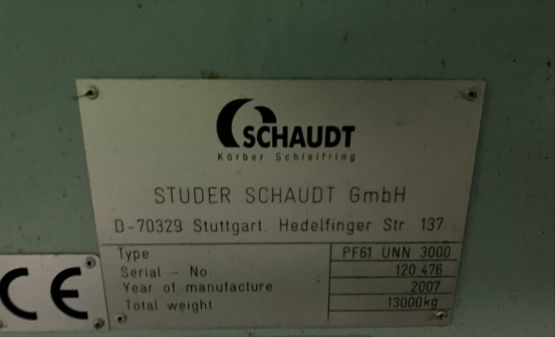 SCHAUDT
Körber Schleifring
STUDER SCHAUDT GmbH
D-70329 Stuttgart. Hedelfinger Str. 137
Type PF61 UNN 3000
Serial - No. 120 476
Year of manufacture 2007
Total weight 13000kg
CE